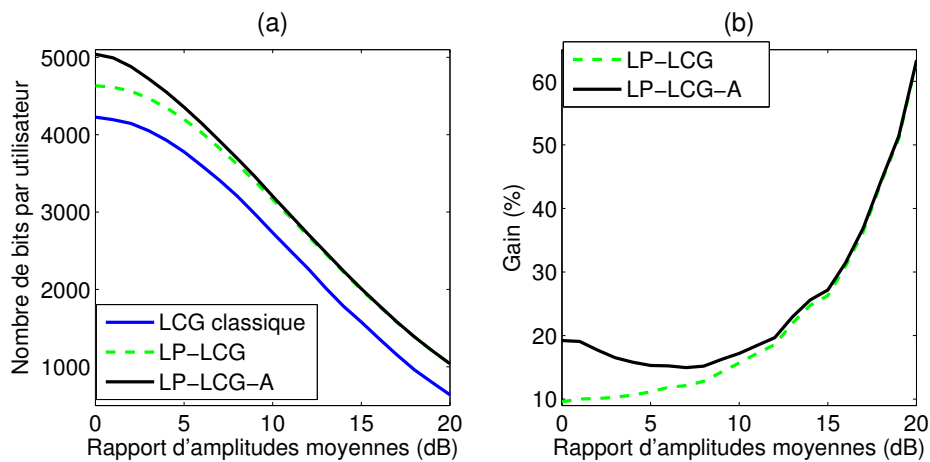 (a)
Nombre de bits par utilisateur
5000
4000
3000
2000
1000
0
5
10
15
20
Rapport d'amplitudes moyennes (dB)
LCG classique
LP−LCG
LP−LCG−A
(b)
Gain (%)
60
50
40
30
20
10
0
5
10
15
20
Rapport d'amplitudes moyennes (dB)
LP−LCG
LP−LCG−A